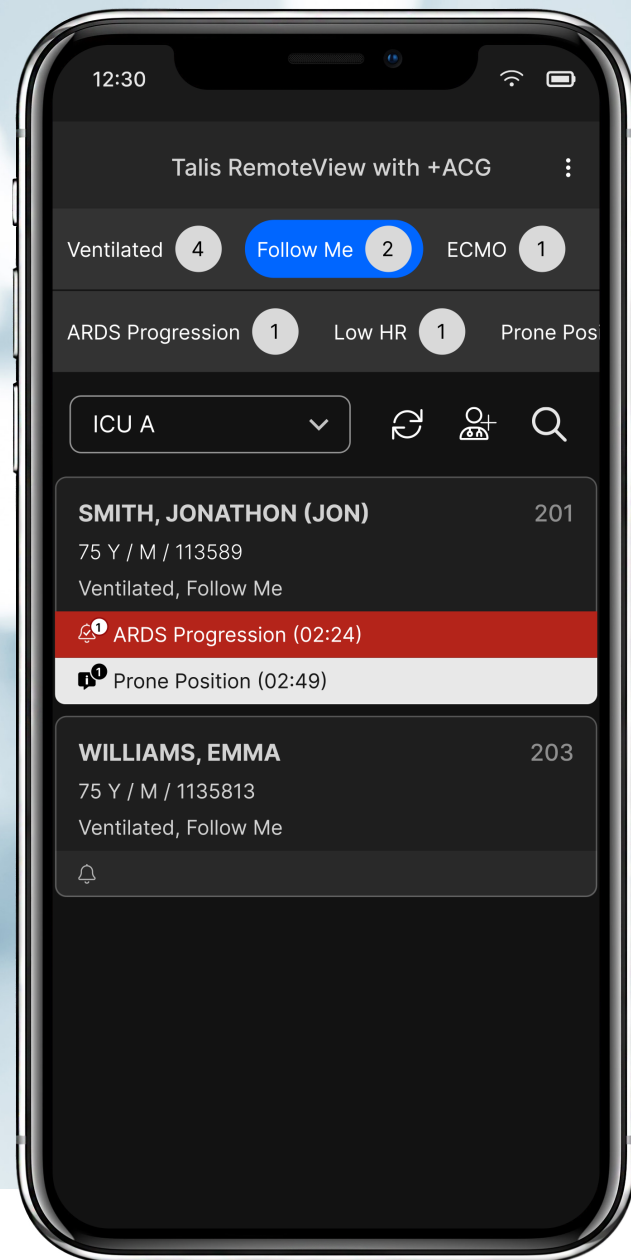 12:30
Talis RemoteView with +ACG
Ventilated 4 Follow Me 2 ECMO 1
ARDS Progression 1 Low HR 1 Prone Posi
ICU A
SMITH, JONATHON (JON) 201
75 Y / M / 113589
Ventilated, Follow Me
1 ARDS Progression (02:24)
1 Prone Position (02:49)
WILLIAMS, EMMA 203
75 Y / M / 1135813
Ventilated, Follow Me